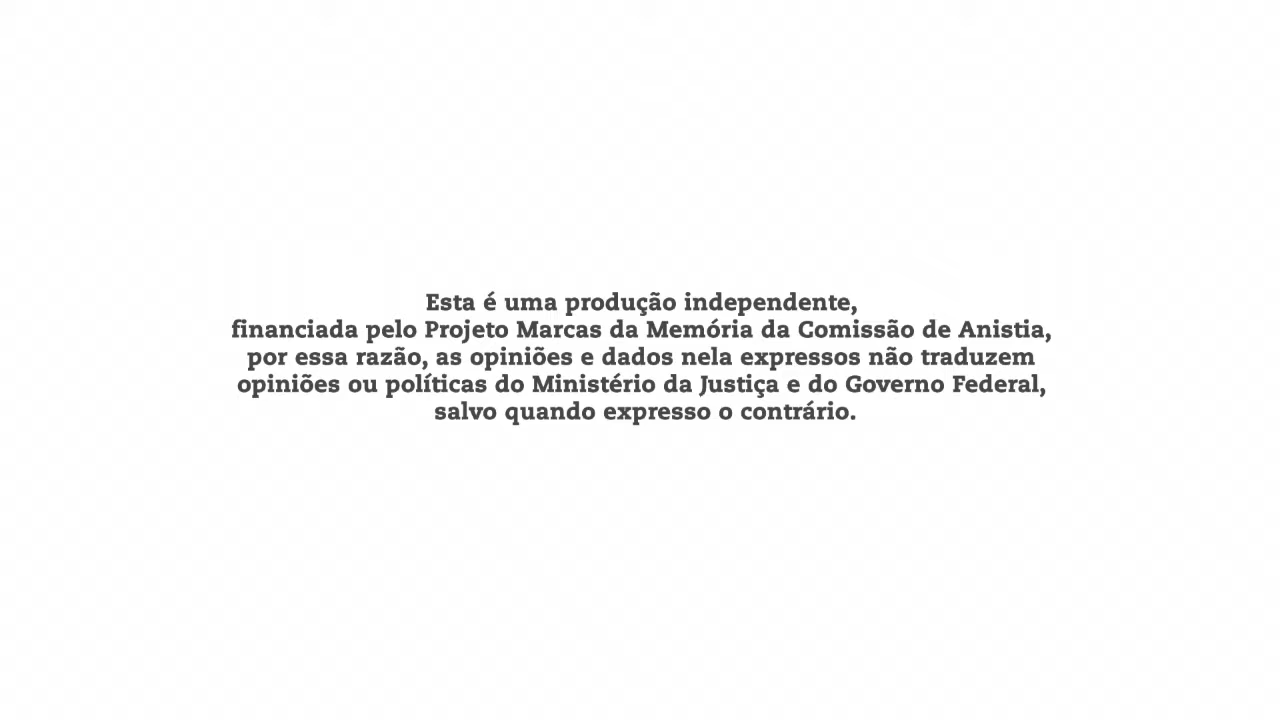 Esta é uma produção independente,
financiada pelo Projeto Marcas da Memória da Comissão de Anistia,
por essa razão, as opiniões e dados nela expressos não traduzem
opiniões ou políticas do Ministério da Justiça e do Governo Federal,
salvo quando expresso o contrário.